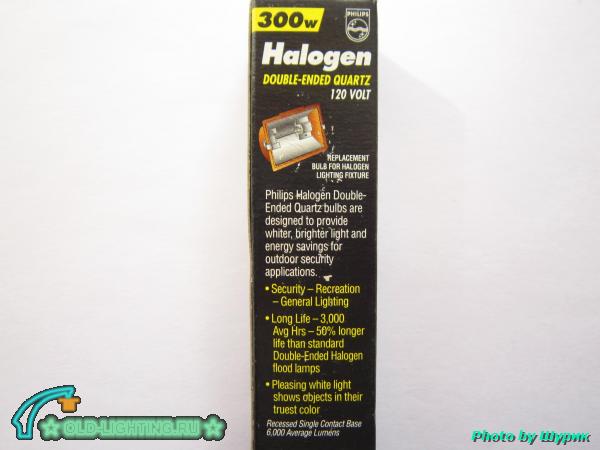 300w
PHILIPS
Halogen
DOUBLE-ENDED QUARTZ
120 VOLT
REPLACEMENT
BULB FOR HALOGEN
LIGHTING FIXTURE
Philips Halogen Double-
Ended Quartz bulbs are
designed to provide
whiter, brighter light and
energy savings for
outdoor security
applications.
• Security – Recreation
– General Lighting
• Long Life – 3,000
Avg Hrs – 50% longer
life than standard
Double-Ended Halogen
flood lamps
• Pleasing white light
shows objects in their
truest color
Recessed Single Contact Base
6,000 Average Lumens
OLD-LIGHTING.RU
Photo by Шурик